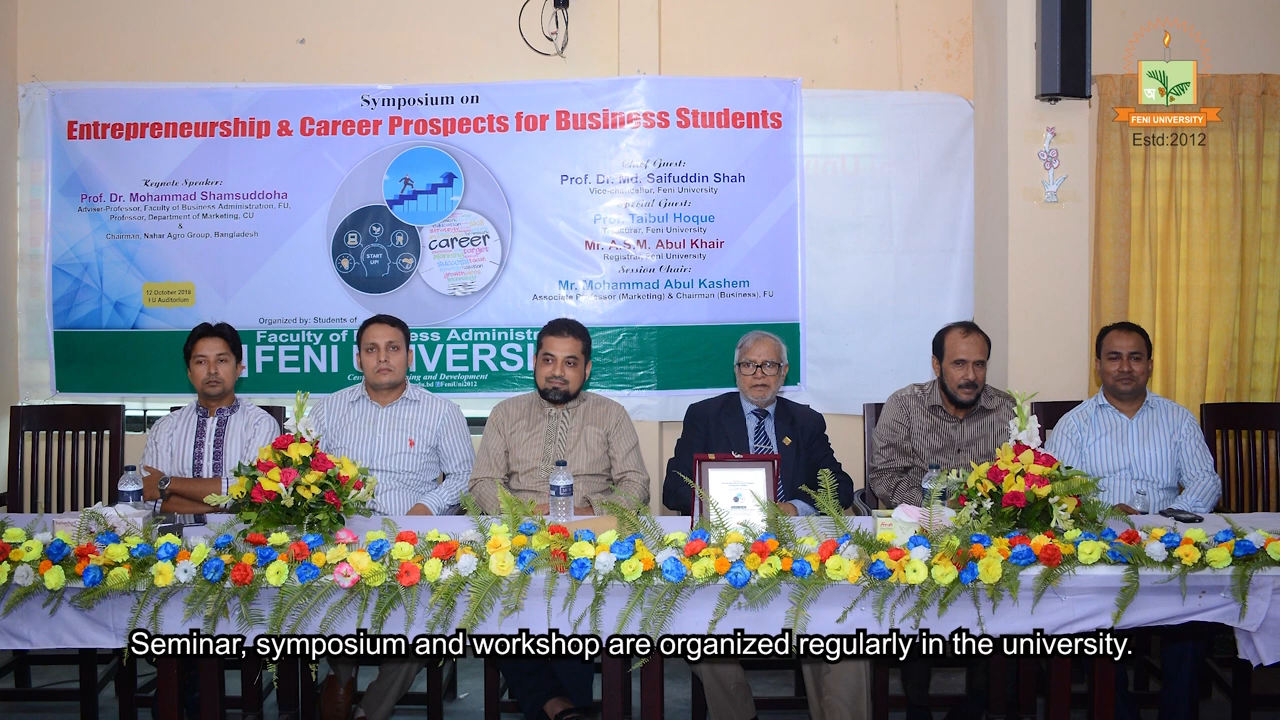 Symposium on
Entrepreneurship & Career Prospects for Business Students
Keynote Speaker:
Prof. Dr. Mohammad Shamsuddoha
Adviser-Professor, Faculty of Business Administration, FU,
Professor, Department of Marketing, CU
&
Chairman, Nahar Agro Group, Bangladesh
12 October 2018
FU Auditorium
START
UP!
career
target
success
growth
Chief Guest:
Prof. Dr. Md. Saifuddin Shah
Vice-chancellor, Feni University
Special Guest:
Prof. Taibul Hoque
Treasurer, Feni University
Mr. A.S.M. Abul Khair
Registrar, Feni University
Session Chair:
Mr. Mohammad Abul Kashem
Associate Professor (Marketing) & Chairman (Business), FU
Organized by: Students of
Faculty of
FENI
and Development
FeniUni2012
অ
FENI UNIVERSITY
Estd:2012
Seminar, symposium and workshop are organized regularly in the university.